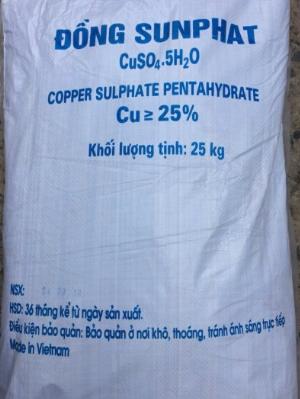 ĐỒNG SUNPHAT
CuSO₄.5H₂O
COPPER SULPHATE PENTAHYDRATE
Cu ≥ 25%
Khối lượng tịnh: 25 kg
NSX:
HSD: 36 tháng kể từ ngày sản xuất.
Điều kiện bảo quản: Bảo quản ở nơi khô, thoáng, tránh ánh sáng trực tiếp
Made in Vietnam